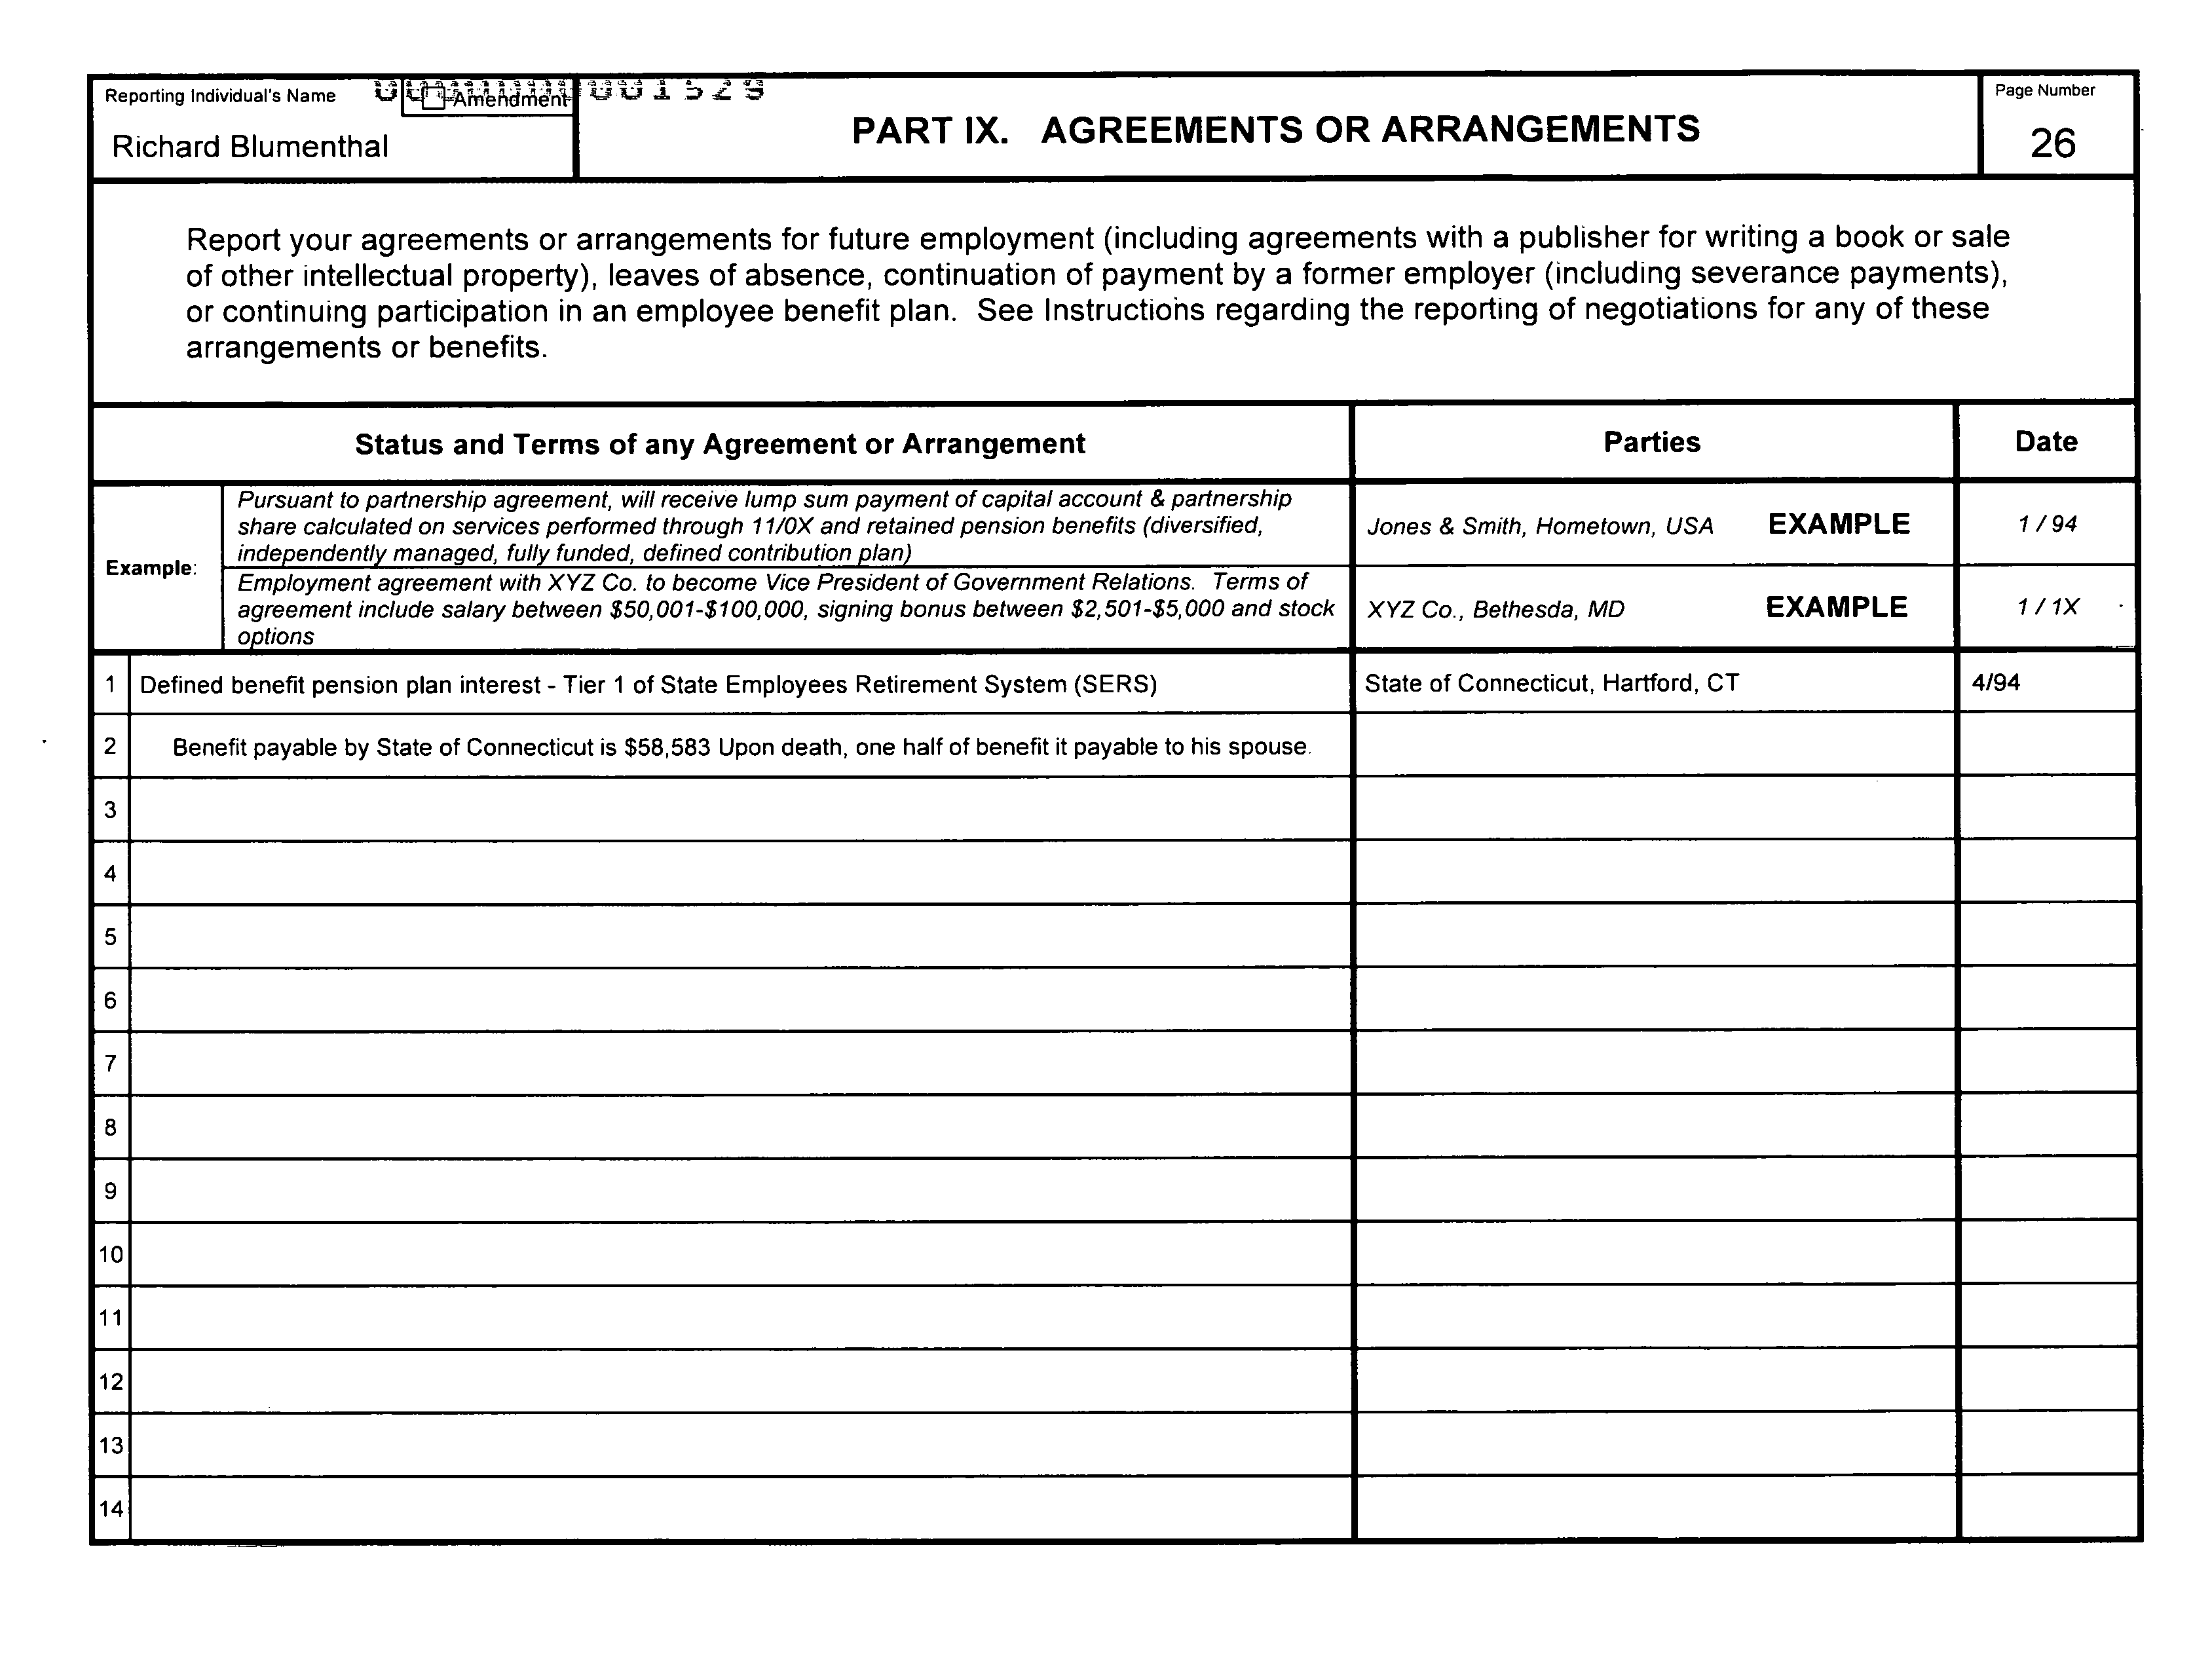 Reporting Individual's Name
Amendment
Richard Blumenthal
PART IX. AGREEMENTS OR ARRANGEMENTS
Page Number
26
Report your agreements or arrangements for future employment (including agreements with a publisher for writing a book or sale
of other intellectual property), leaves of absence, continuation of payment by a former employer (including severance payments),
or continuing participation in an employee benefit plan. See Instructions regarding the reporting of negotiations for any of these
arrangements or benefits.
Status and Terms of any Agreement or Arrangement
Parties
Date
Example:
Pursuant to partnership agreement, will receive lump sum payment of capital account & partnership
share calculated on services performed through 11/0X and retained pension benefits (diversified,
independently managed, fully funded, defined contribution plan)
Jones & Smith, Hometown, USA EXAMPLE
1 / 94
Employment agreement with XYZ Co. to become Vice President of Government Relations. Terms of
agreement include salary between $50,001-$100,000, signing bonus between $2,501-$5,000 and stock
options
XYZ Co., Bethesda, MD EXAMPLE
1 / 1X
1 Defined benefit pension plan interest - Tier 1 of State Employees Retirement System (SERS) State of Connecticut, Hartford, CT 4/94
2 Benefit payable by State of Connecticut is $58,583 Upon death, one half of benefit it payable to his spouse.
3
4
5
6
7
8
9
10
11
12
13
14